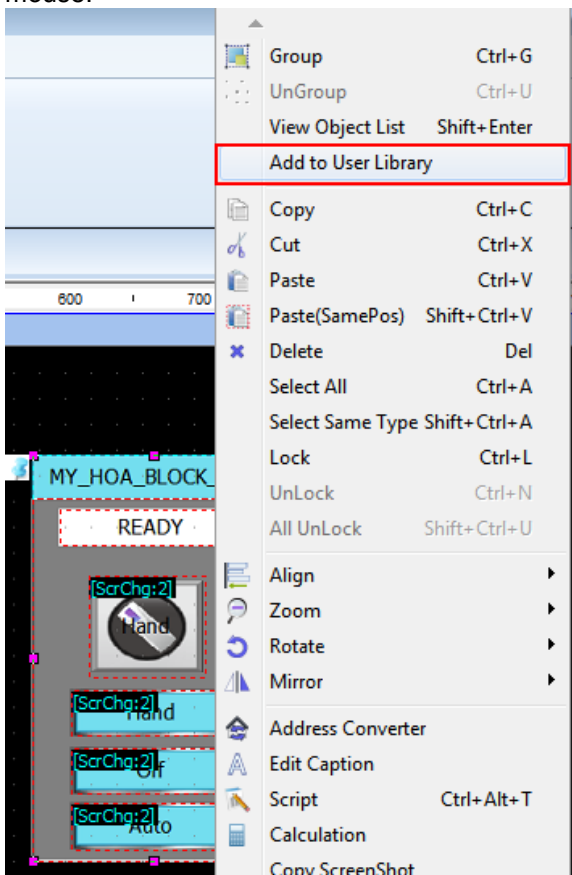 mouse.
Group Ctrl+G
UnGroup Ctrl+U
View Object List Shift+Enter
Add to User Library
Copy Ctrl+C
Cut Ctrl+X
Paste Ctrl+V
600 700
Paste(SamePos) Shift+Ctrl+V
Delete Del
Select All Ctrl+A
Select Same Type Shift+Ctrl+A
Lock Ctrl+L
MY_HOA_BLOCK_
UnLock Ctrl+N
READY
All UnLock Shift+Ctrl+U
Align
[ScrChg:2]
Zoom
Hand
Rotate
Mirror
[ScrChg:2]
Hand
Address Converter
[ScrChg:2]
Off
Edit Caption
Script Ctrl+Alt+T
[ScrChg:2]
Auto
Calculation
Copy ScreenShot